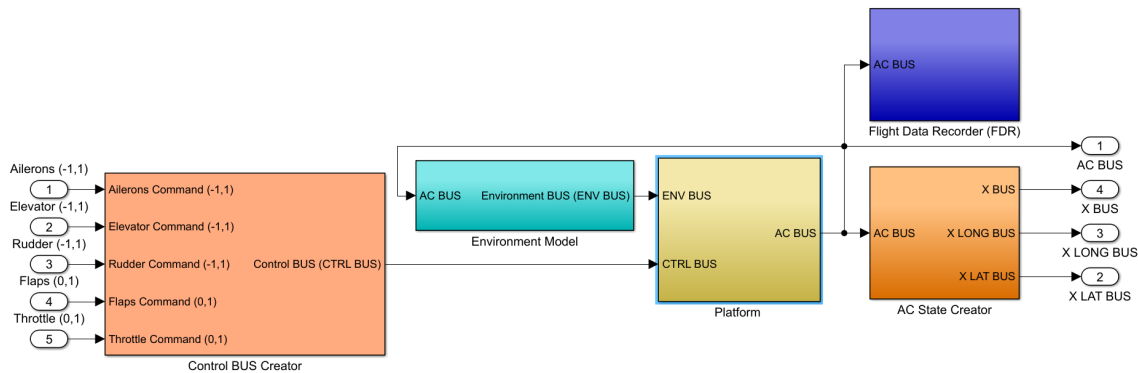 AC BUS
Flight Data Recorder (FDR)
1
AC BUS
Ailerons (-1,1)
1
Ailerons Command (-1,1)
Elevator (-1,1)
2
Elevator Command (-1,1)
Rudder (-1,1)
3
Rudder Command (-1,1)
Flaps (0,1)
4
Flaps Command (0,1)
Throttle (0,1)
5
Throttle Command (0,1)
Control BUS (CTRL BUS)
Control BUS Creator
AC BUS
Environment BUS (ENV BUS)
Environment Model
ENV BUS
CTRL BUS
AC BUS
Platform
AC BUS
X BUS
X LONG BUS
X LAT BUS
AC State Creator
4
X BUS
3
X LONG BUS
2
X LAT BUS